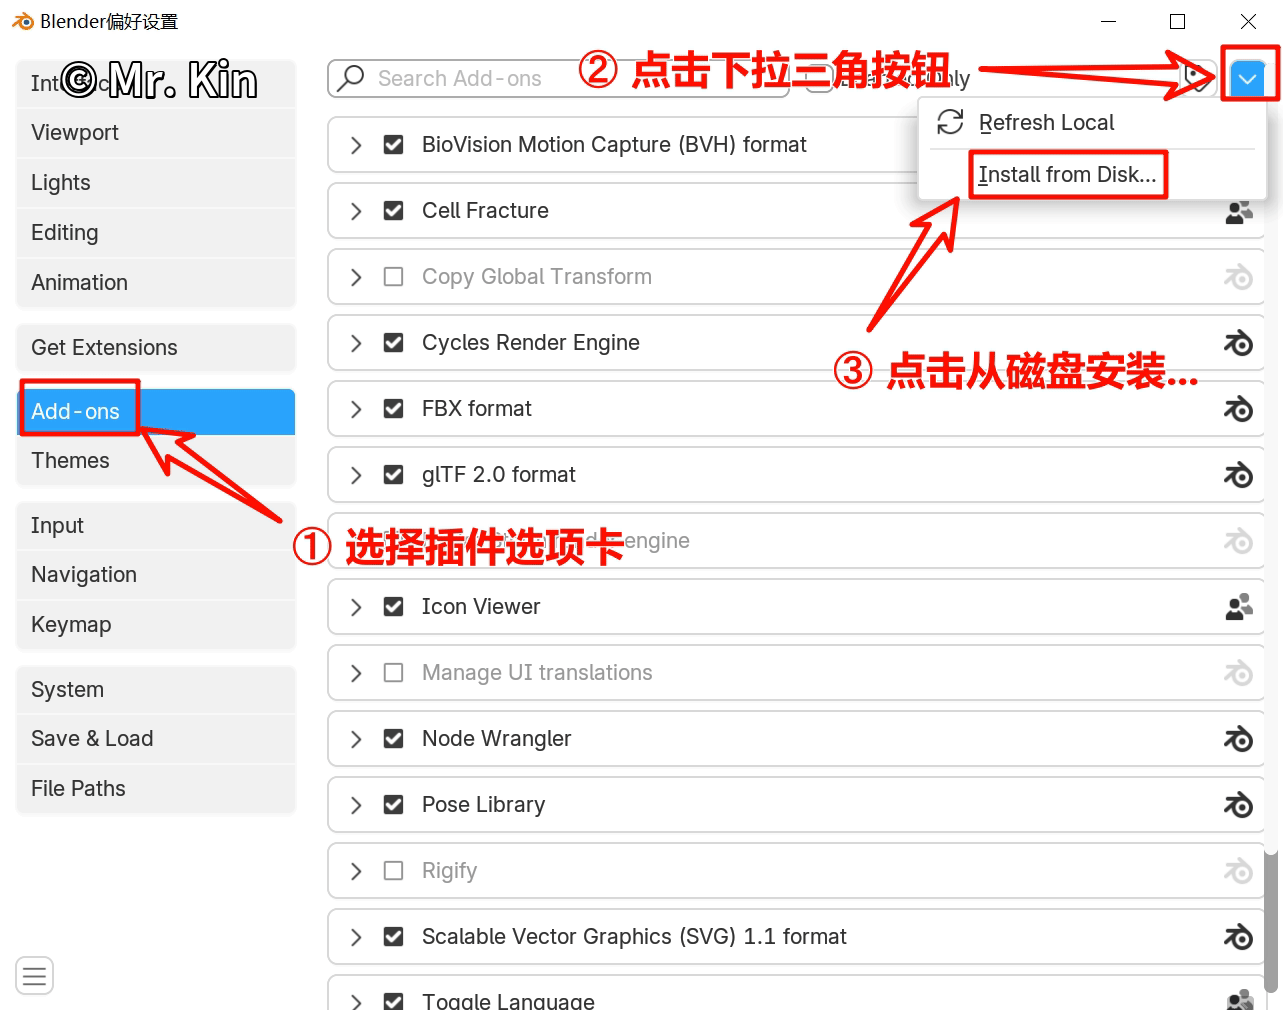 Blender偏好设置
© Mr. Kin
Viewport
Lights
Editing
Animation
Get Extensions
Add-ons
Themes
Input
Navigation
Keymap
System
Save & Load
File Paths
Search Add-ons
② 点击下拉三角按钮
Refresh Local
Install from Disk...
③ 点击从磁盘安装...
① 选择插件选项卡
BioVision Motion Capture (BVH) format
Cell Fracture
Copy Global Transform
Cycles Render Engine
FBX format
glTF 2.0 format
engine
Icon Viewer
Manage UI translations
Node Wrangler
Pose Library
Rigify
Scalable Vector Graphics (SVG) 1.1 format
Toggle Language